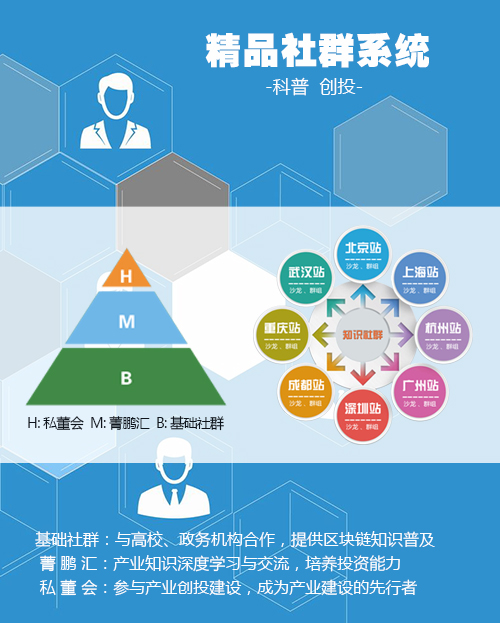 精品社群系统
-科普 创投-
H
M
B
H: 私董会 M: 菁鹏汇 B: 基础社群
北京站
沙龙 、群组
武汉站
沙龙 、群组
上海站
沙龙 、群组
重庆站
沙龙 、群组
知识社群
杭州站
沙龙 、群组
成都站
沙龙 、群组
广州站
沙龙 、群组
深圳站
沙龙 、群组
基础社群：与高校、政务机构合作，提供区块链知识普及
菁 鹏 汇：产业知识深度学习与交流，培养投资能力
私 董 会：参与产业创投建设，成为产业建设的先行者